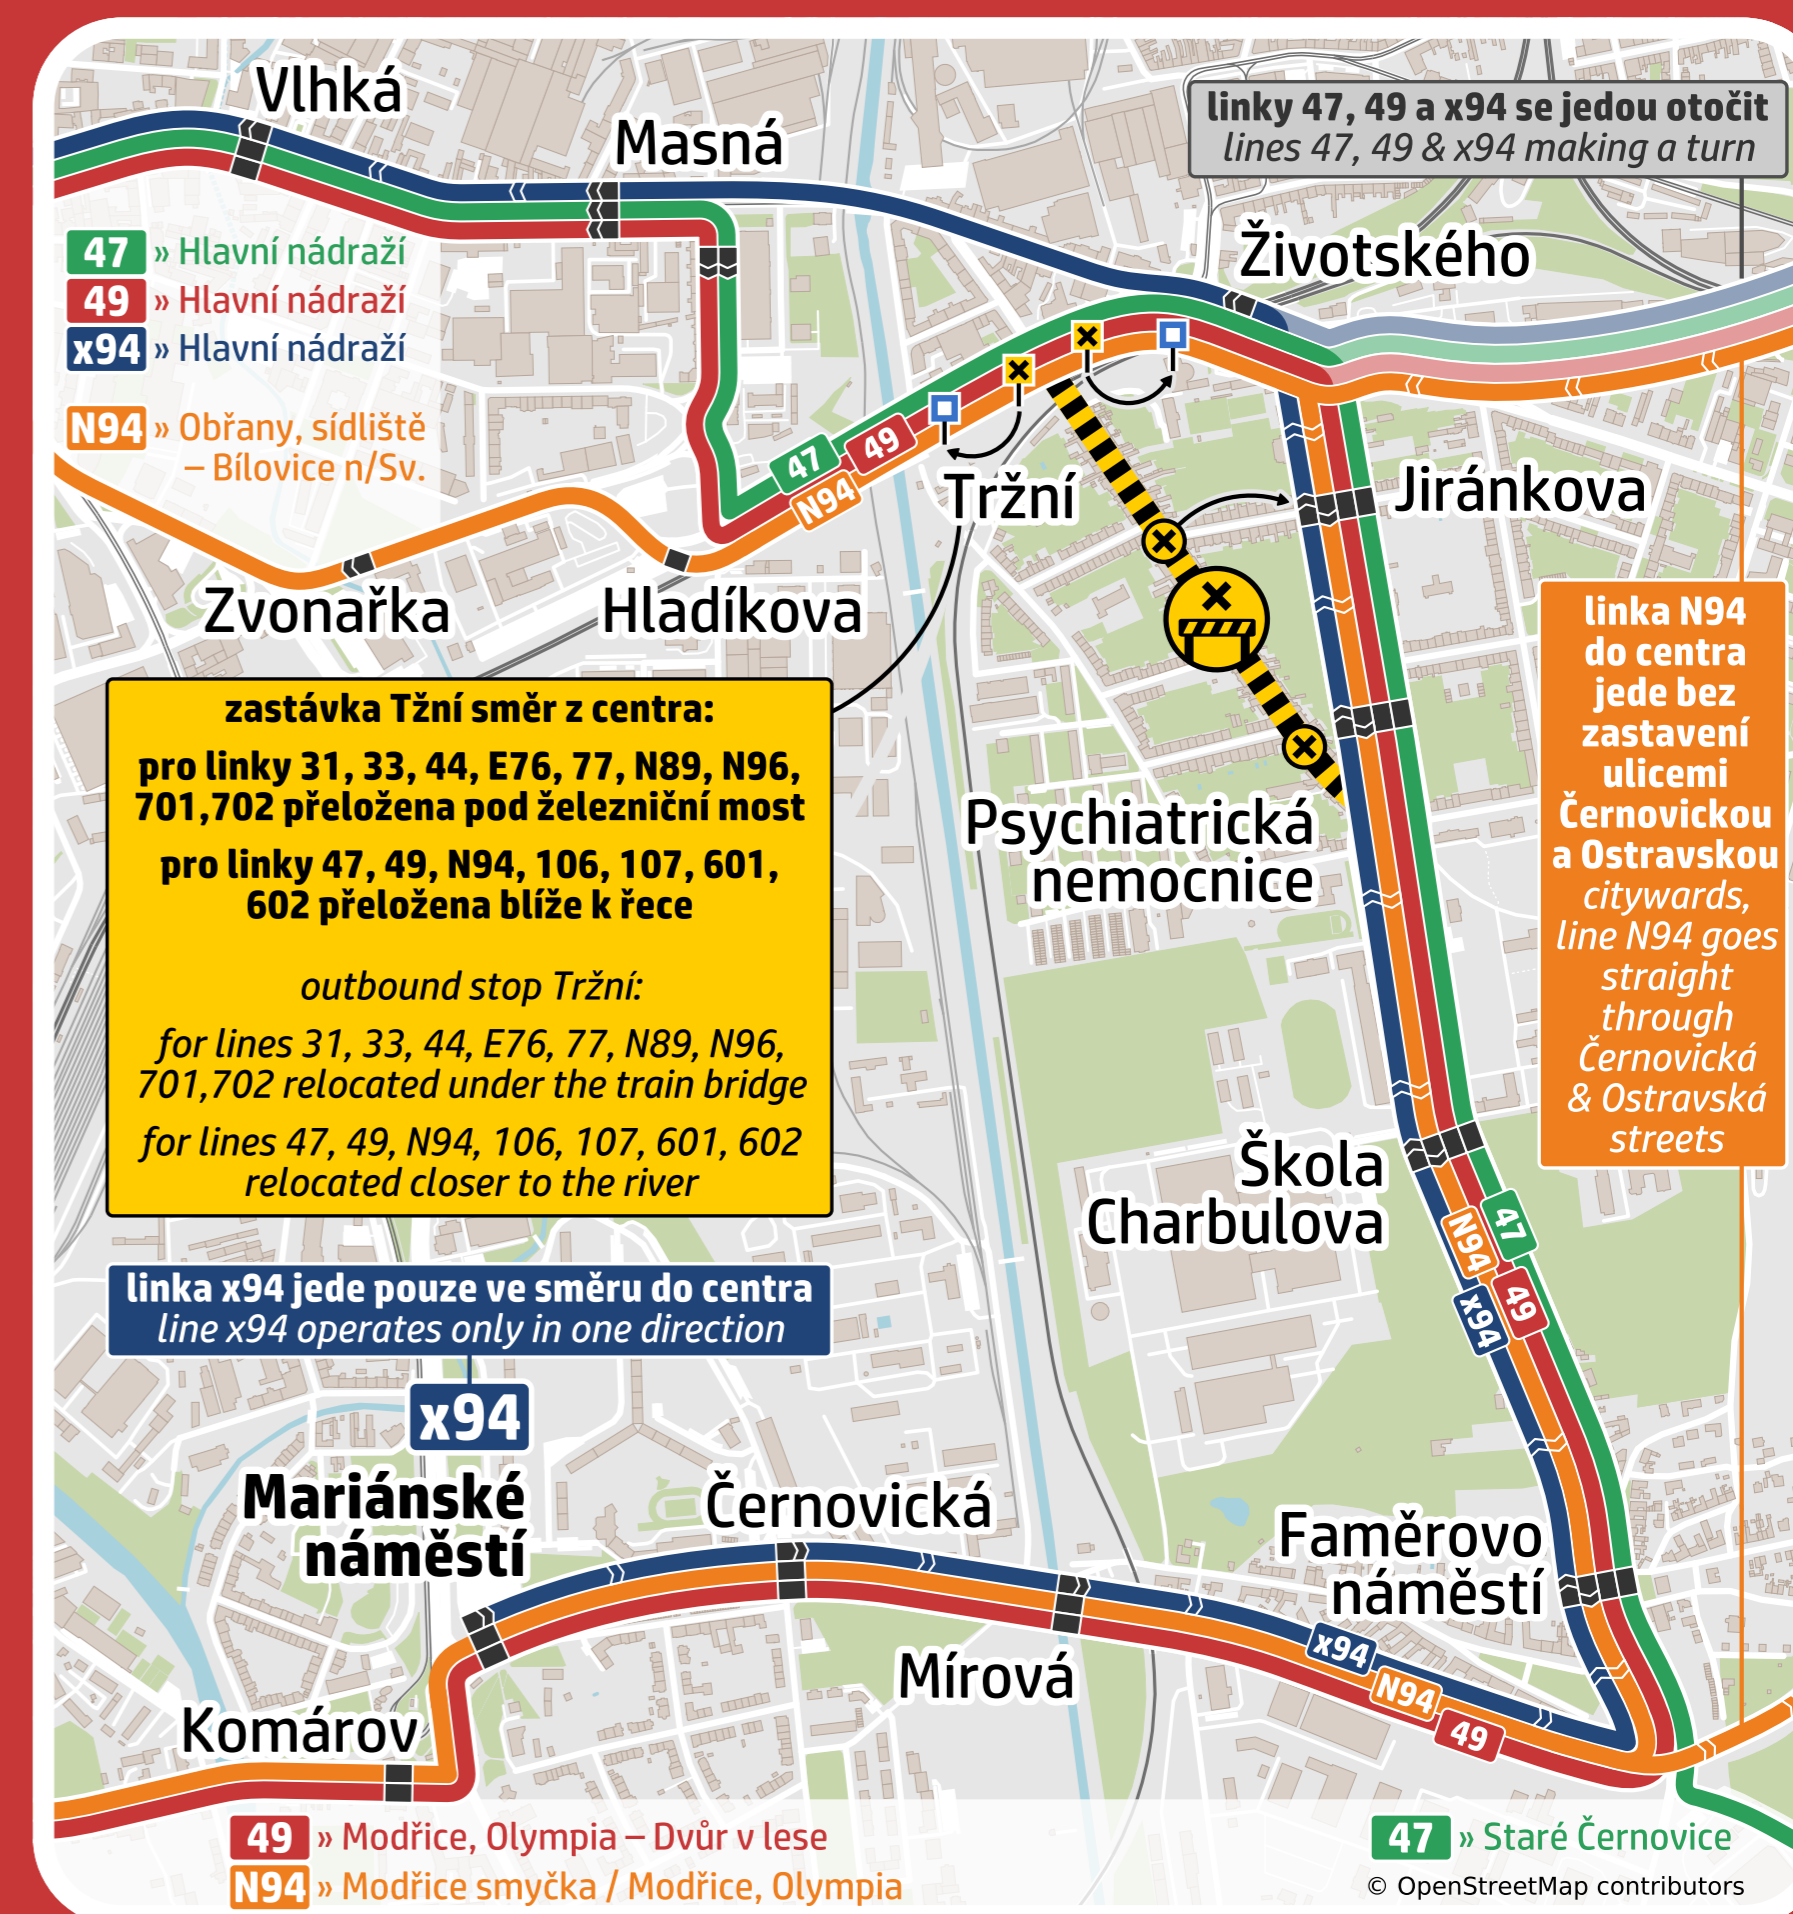 Vlhká
Masná
linky 47, 49 a x94 se jedou otočit
lines 47, 49 & x94 making a turn
Životského
47 » Hlavní nádraží
49 » Hlavní nádraží
x94 » Hlavní nádraží
N94 » Obřany, sídliště
– Bílovice n/Sv.
47
49
N94
Tržní
Jiránkova
Zvonařka
Hladíkova
zastávka Tžní směr z centra:
pro linky 31, 33, 44, E76, 77, N89, N96,
701,702 přeložena pod železniční most
pro linky 47, 49, N94, 106, 107, 601,
602 přeložena blíže k řece
outbound stop Tržní:
for lines 31, 33, 44, E76, 77, N89, N96,
701,702 relocated under the train bridge
for lines 47, 49, N94, 106, 107, 601, 602
relocated closer to the river
linka N94
do centra
jede bez
zastavení
ulicemi
Černovickou
a Ostravskou
citywards,
line N94 goes
straight
through
Černovická
& Ostravská
streets
Psychiatrická
nemocnice
Škola
Charbulova
47
N94
49
x94
linka x94 jede pouze ve směru do centra
line x94 operates only in one direction
x94
Mariánské
náměstí
Černovická
Faměrovo
náměstí
Mírová
x94
N94
49
Komárov
49 » Modřice, Olympia – Dvůr v lese
N94 » Modřice smyčka / Modřice, Olympia
47 » Staré Černovice
© OpenStreetMap contributors